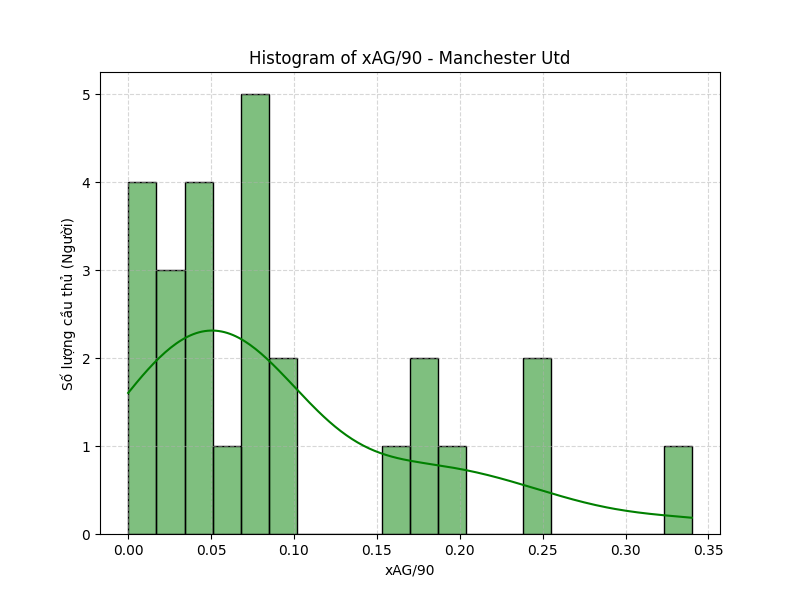 Histogram of xAG/90 - Manchester Utd
Số lượng cầu thủ (Người)
5
4
3
2
1
0
0.00 0.05 0.10 0.15 0.20 0.25 0.30 0.35
xAG/90